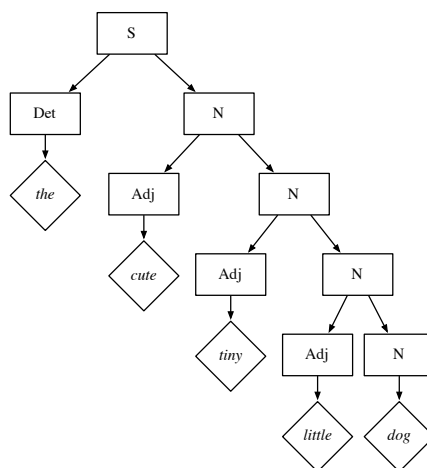 S
Det N
the Adj N
cute Adj N
tiny Adj N
little dog